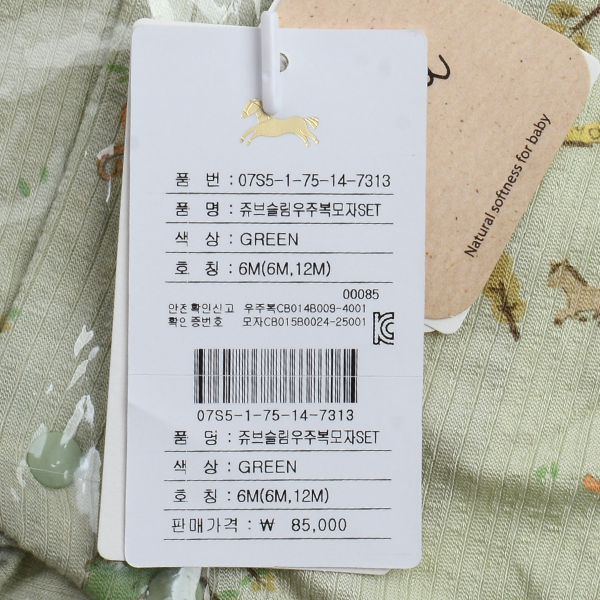 품 번 : 07S5-1-75-14-7313
품 명 : 쥬브슬림우주복모자SET
색 상 : GREEN
호 칭 : 6M(6M,12M)
00085
안전확인신고 우주복CB014B009-4001
확인증번호 모자CB015B0024-25001
07S5-1-75-14-7313
품 명 : 쥬브슬림우주복모자SET
색 상 : GREEN
호 칭 : 6M(6M,12M)
판매가격 : ₩ 85,000
Natural softness for baby